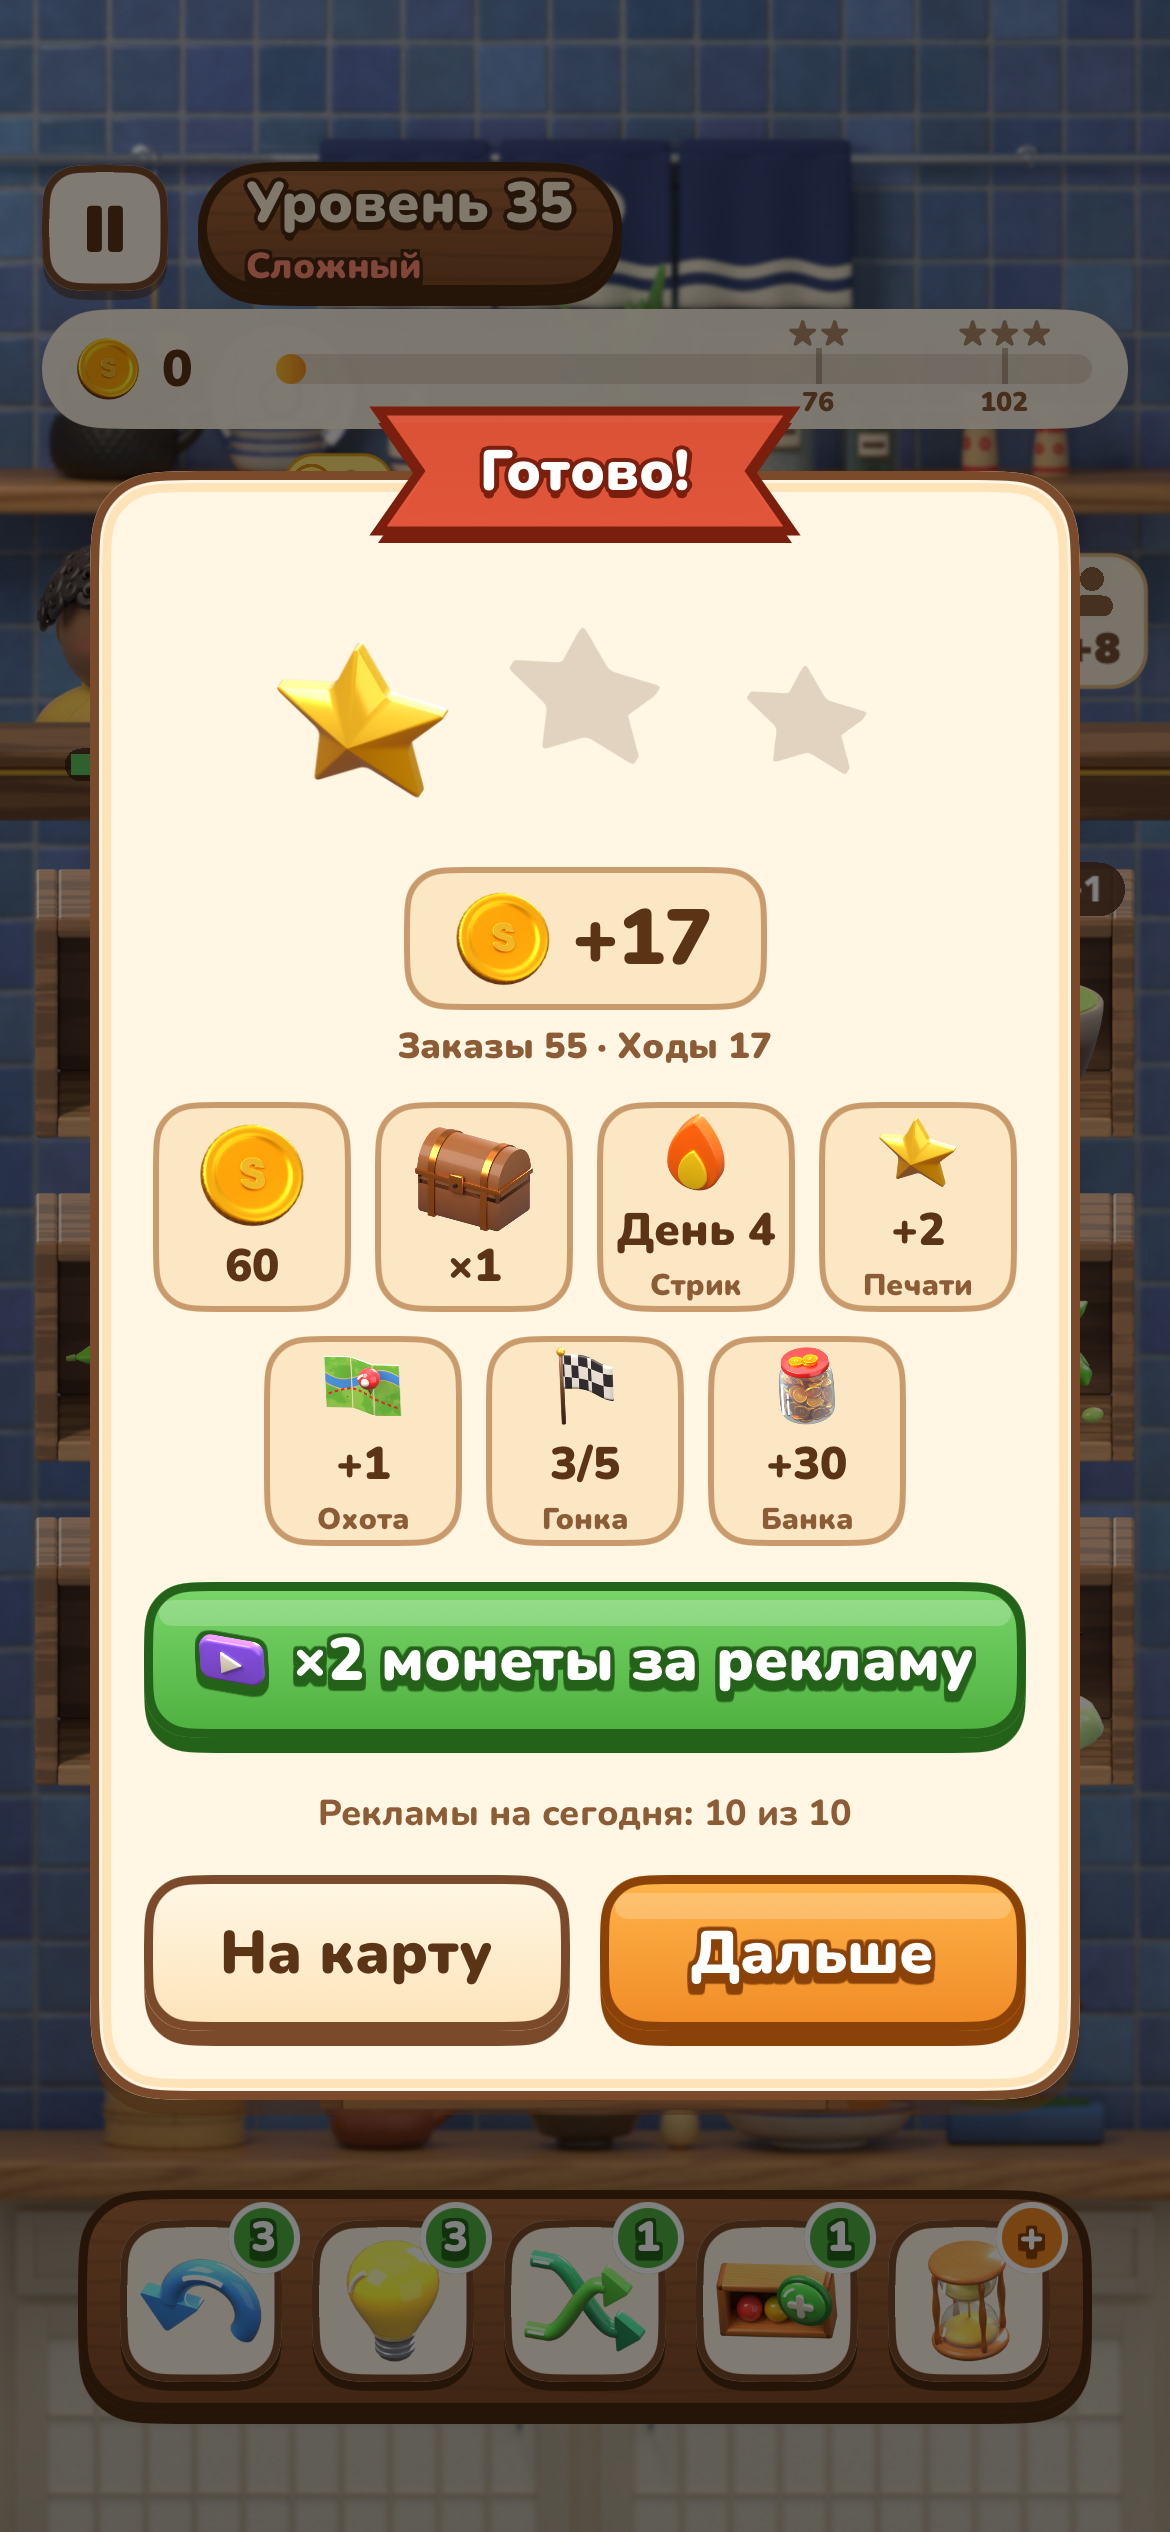 Уровень 35
Сложный
0
76
102
Готово!
+8
+17
Заказы 55 · Ходы 17
60
×1
День 4
Стрик
+2
Печати
+1
Охота
3/5
Гонка
+30
Банка
×2 монеты за рекламу
Рекламы на сегодня: 10 из 10
На карту
Дальше
3
3
1
1
+